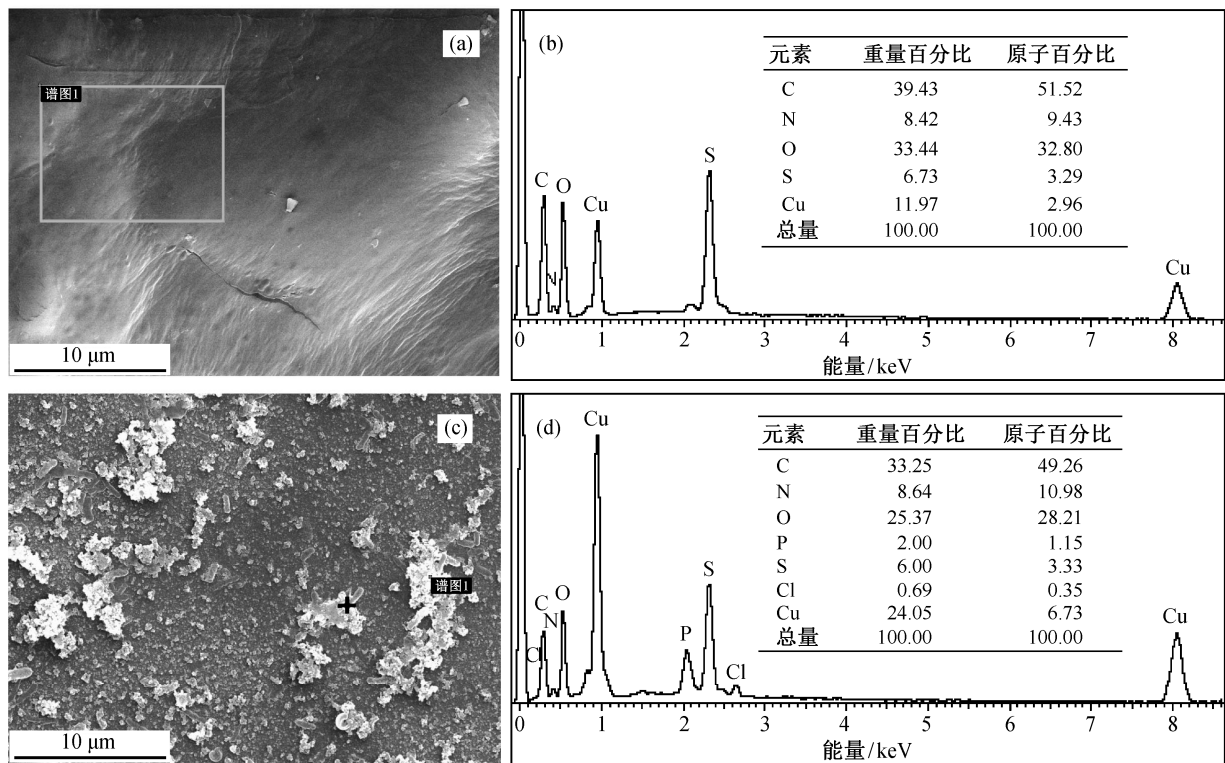 (a)
谱图1
10 μm
(b)
元素 重量百分比 原子百分比
C 39.43 51.52
N 8.42 9.43
O 33.44 32.80
S 6.73 3.29
Cu 11.97 2.96
总量 100.00 100.00
C
N
O
Cu
S
Cu
0 1 2 3 4 5 6 7 8
能量/keV
(c)
谱图1
10 μm
(d)
元素 重量百分比 原子百分比
C 33.25 49.26
N 8.64 10.98
O 25.37 28.21
P 2.00 1.15
S 6.00 3.33
Cl 0.69 0.35
Cu 24.05 6.73
总量 100.00 100.00
Cl
C
N
O
Cu
P
S
Cl
Cu
0 1 2 3 4 5 6 7 8
能量/keV